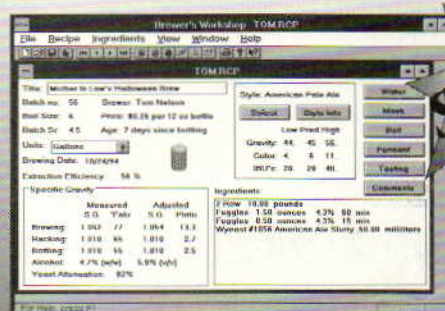 Brewer's Workshop - TOM.RCP
File Recipe Ingredients View Window Help
TOM.RCP
Title: Mother In Law's Halloween Brew
Batch no: 56 Brewer: Tom Nelson
Boil Size: 6 Price: $0.26 per 12 oz bottle
Batch Sz: 4.5 Age: 7 days since bottling
Units: Gallons
Brewing Date: 10/24/94
Extraction Efficiency: 56 %
Style: American Pale Ale
Select Style Info
Low Pred High
Gravity: 44. 45 56.
Color: 4. 6 11.
IBU's: 20. 28 40.
Water
Mash
Boil
Ferment
Tasting
Comments
Specific Gravity
Measured Adjusted
S.G. S.G. Plato
Brewing: 1.052 77 1.054 13.3
Racking: 1.010 65 1.010 2.7
Bottling: 1.010 65 1.010 2.5
Alcohol: 4.7% (w/w) 5.9% (v/v)
Yeast Attenuation: 82%
Ingredients:
2 Row 10.00 pounds
Fuggles 1.50 ounces 4.3% 60 min
Fuggles 0.50 ounces 4.3% 15 min
Wyeast #1056 American Ale Slurry 50.00 milliliters
For Help, press F1